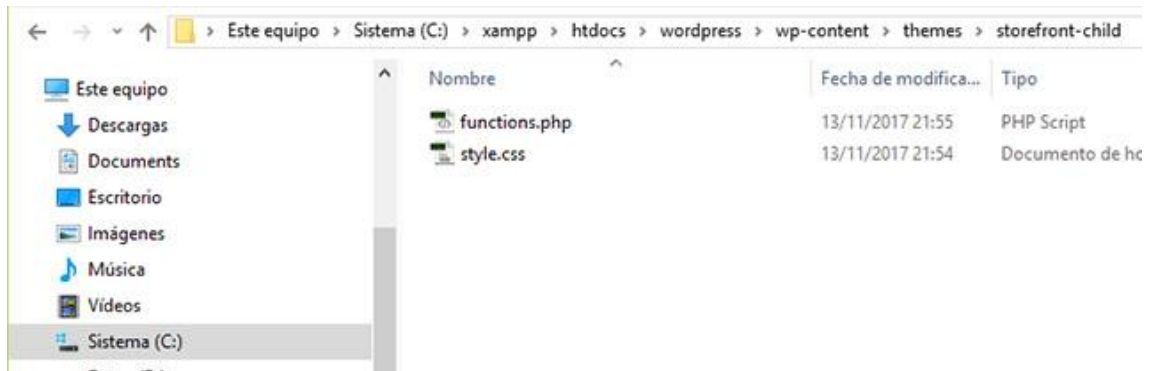 Este equipo > Sistema (C:) > xampp > htdocs > wordpress > wp-content > themes > storefront-child
Este equipo
Descargas
Documents
Escritorio
Imágenes
Música
Vídeos
Sistema (C:)
Nombre Fecha de modifica... Tipo
functions.php 13/11/2017 21:55 PHP Script
style.css 13/11/2017 21:54 Documento de